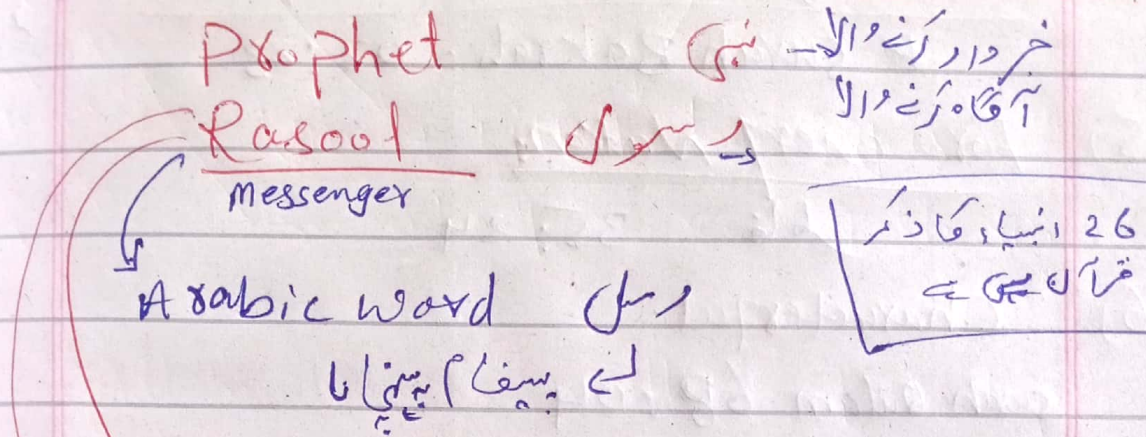 Prophet نبی خبردار کرنے والا
آگاہ کرنے والا
Rasool رسول
Messenger
26 انبیاء کا ذکر
قرآن میں ہے
Arabic word رسل
پیغام پہنچانا